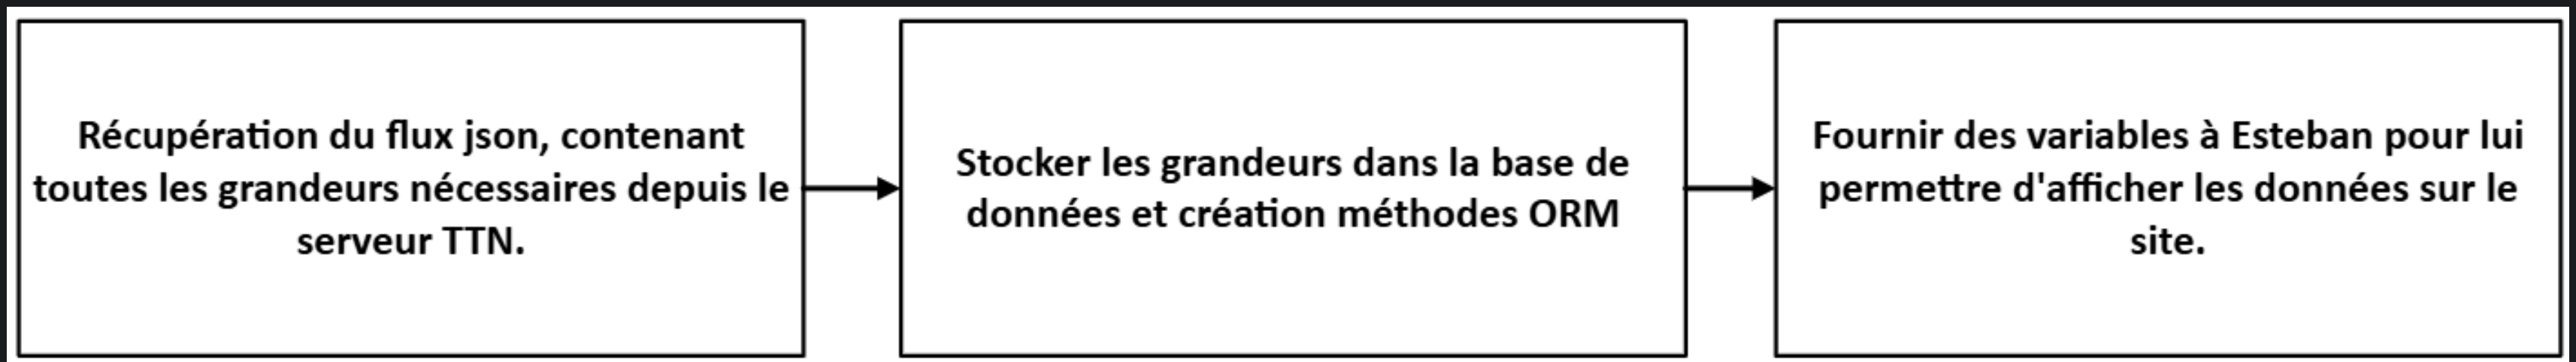 Récupération du flux json, contenant
toutes les grandeurs nécessaires depuis le
serveur TTN.
Stocker les grandeurs dans la base de
données et création méthodes ORM
Fournir des variables à Esteban pour lui
permettre d'afficher les données sur le
site.